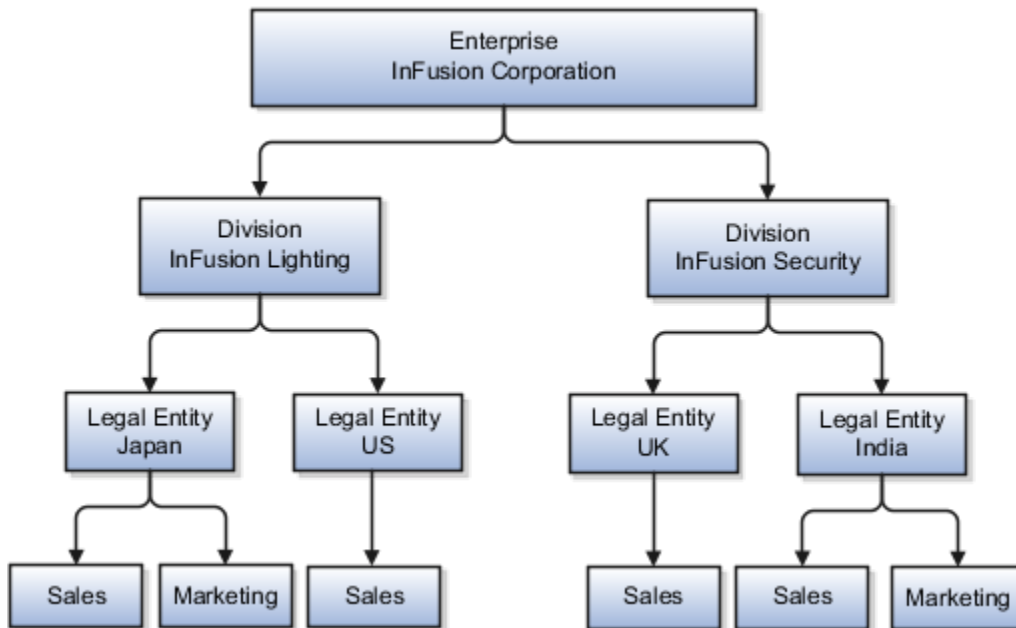 Enterprise
InFusion Corporation
Division
InFusion Lighting
Division
InFusion Security
Legal Entity
Japan
Legal Entity
US
Legal Entity
UK
Legal Entity
India
Sales
Marketing
Sales
Sales
Sales
Marketing